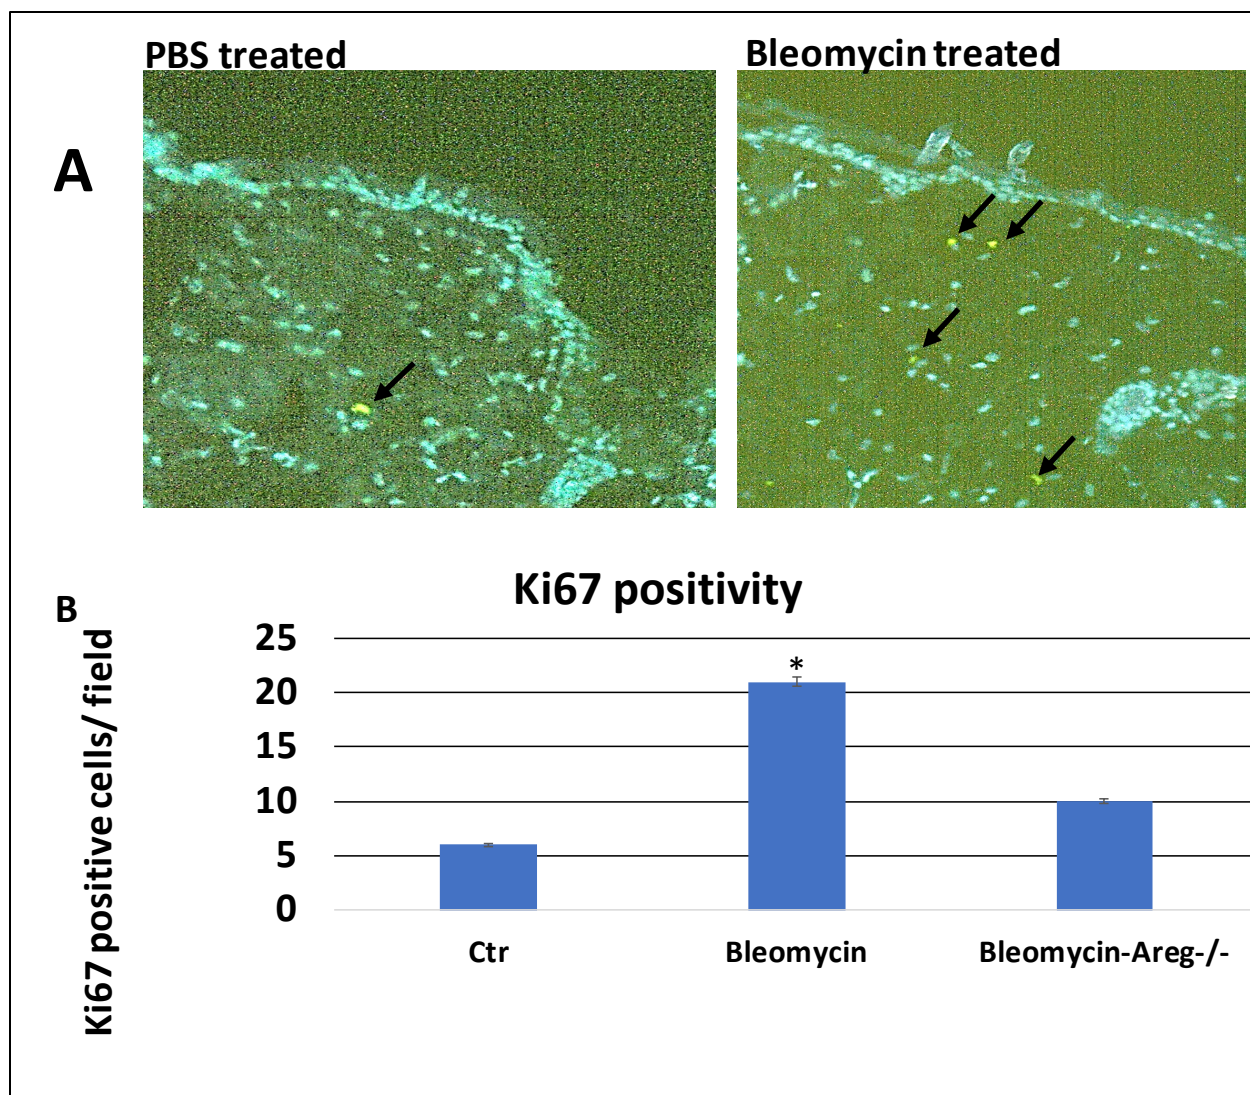 PBS treated
Bleomycin treated
A
B
Ki67 positivity
Ki67 positive cells/ field
25
20
15
10
5
0
*
Ctr
Bleomycin
Bleomycin-Areg-/-